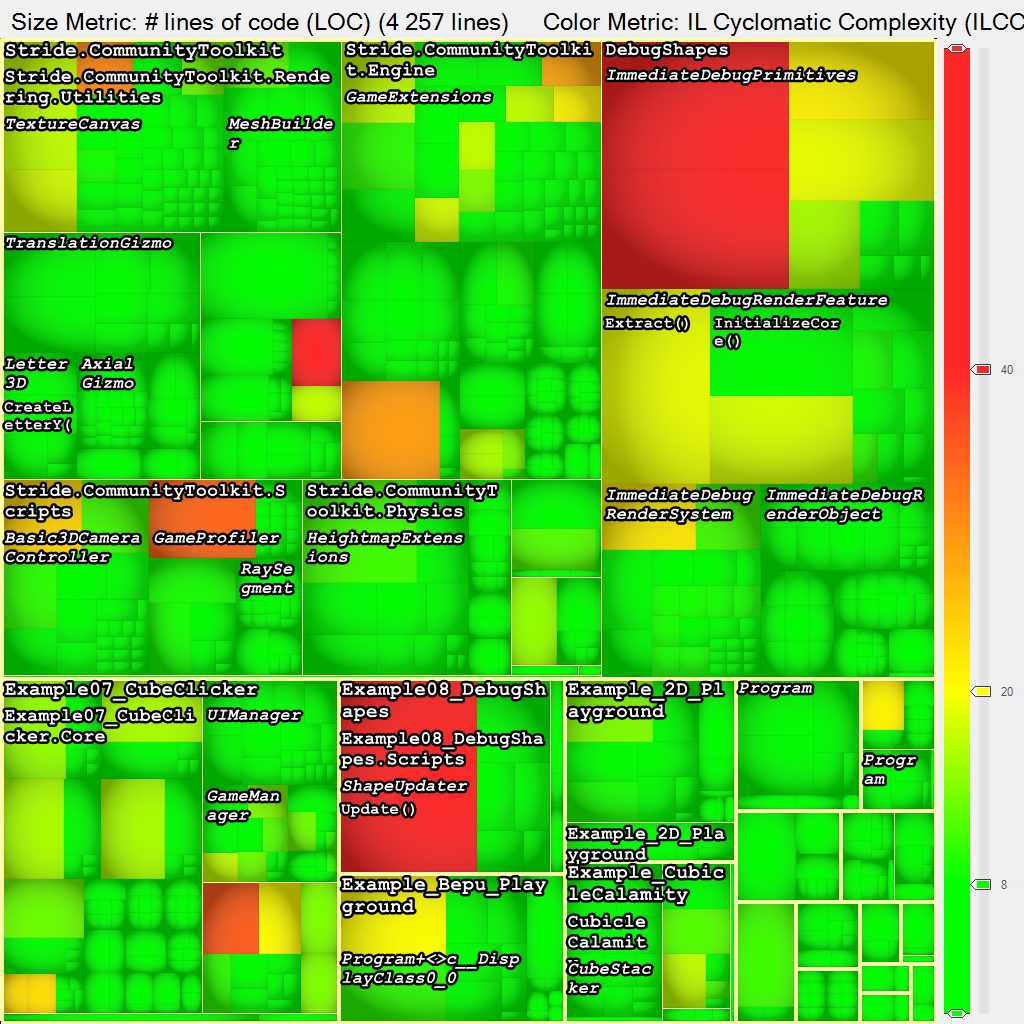 Size Metric: # lines of code (LOC) (4 257 lines)
Color Metric: IL Cyclomatic Complexity (ILCC
Stride.CommunityToolkit
Stride.CommunityToolkit.Rende
ring.Utilities
TextureCanvas
MeshBuilde
r
Stride.CommunityToolki
t.Engine
GameExtensions
DebugShapes
ImmediateDebugPrimitives
TranslationGizmo
Letter
3D
Axial
Gizmo
CreateL
etterY(
ImmediateDebugRenderFeature
Extract()
InitializeCor
e()
40
Stride.CommunityToolkit.S
cripts
Basic3DCamera
Controller
GameProfiler
RaySe
gment
Stride.CommunityT
oolkit.Physics
HeightmapExtens
ions
ImmediateDebug
RenderSystem
ImmediateDebugR
enderObject
20
Example07_CubeClicker
Example07_CubeCli
cker.Core
UIManager
GameMan
ager
Example08_DebugSh
apes
Example08_DebugSha
pes.Scripts
ShapeUpdater
Update()
Example_2D_Pl
ayground
Program
Progr
am
Example_2D_Pla
yground
Example_Cubic
leCalamity
Cubicle
Calamit
CubeStac
ker
Example_Bepu_Play
ground
Program+<>c__Disp
layClass0_0
8